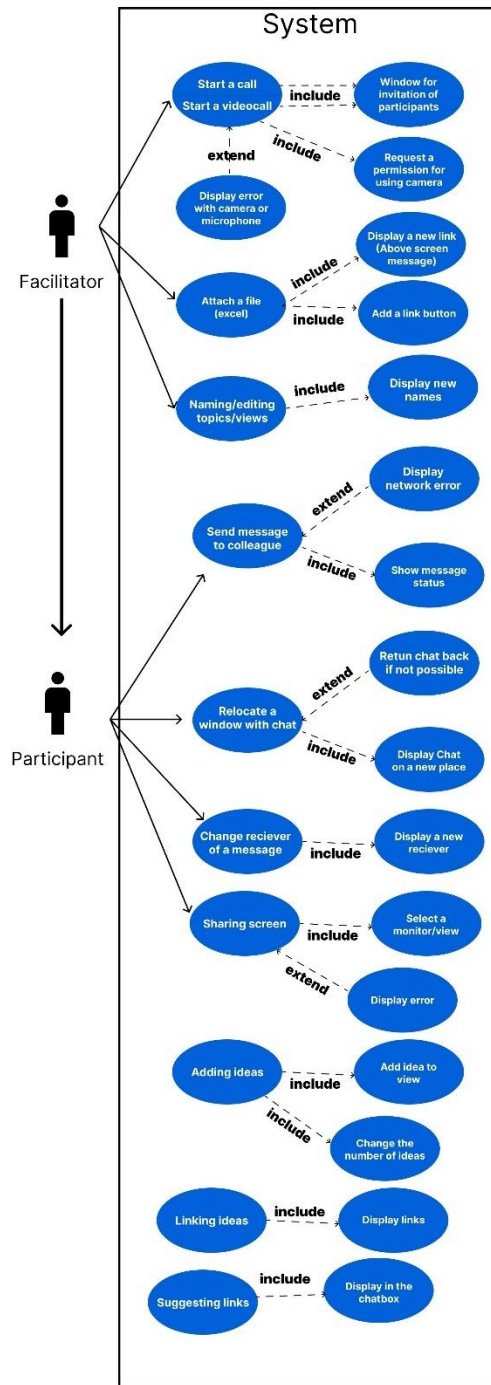 System
Start a call
Start a videocall
include
Window for
invitation of
participants
extend
include
Request a
permission for
using camera
Display error
with camera or
microphone
Facilitator
Attach a file
(excel)
include
include
Display a new link
(Above screen
message)
Add a link button
Naming/editing
topics/views
include
Display new
names
Send message
to colleague
extend
include
Display
network error
Show message
status
Participant
Relocate a
window with chat
extend
include
Retun chat back
if not possible
Display Chat
on a new place
Change reciever
of a message
include
Display a new
reciever
Sharing screen
include
extend
Select a
monitor/view
Display error
Adding ideas
include
include
Add idea to
view
Change the
number of ideas
Linking ideas
include
Display links
Suggesting links
include
Display in the
chatbox